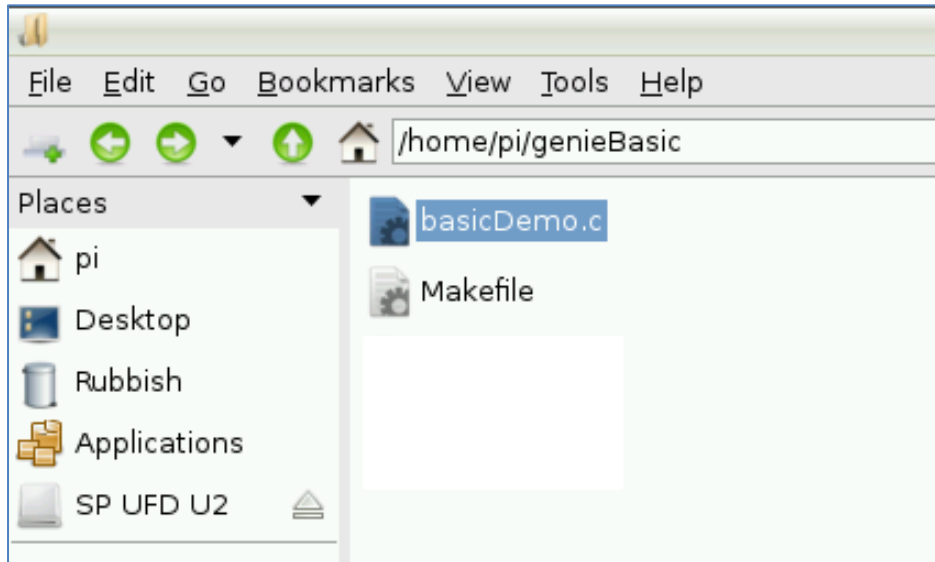 File Edit Go Bookmarks View Tools Help
/home/pi/genieBasic
Places
pi
Desktop
Rubbish
Applications
SP UFD U2
basicDemo.c
Makefile